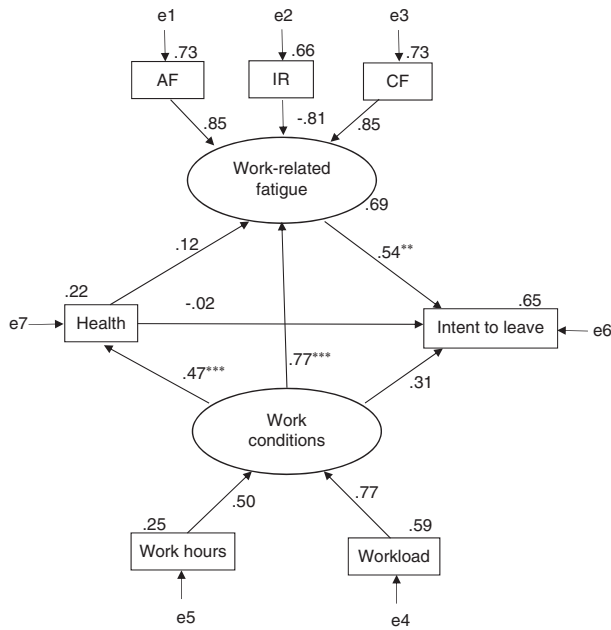 e1 e2 e3
.73 .66 .73
AF IR CF
.85 -.81 .85
Work-related
fatigue
.69
.12 .54**
.22 -.02 .65
e7 Health Intent to leave e6
.47*** .77*** .31
Work
conditions
.50 .77
.25 .59
Work hours Workload
e5 e4